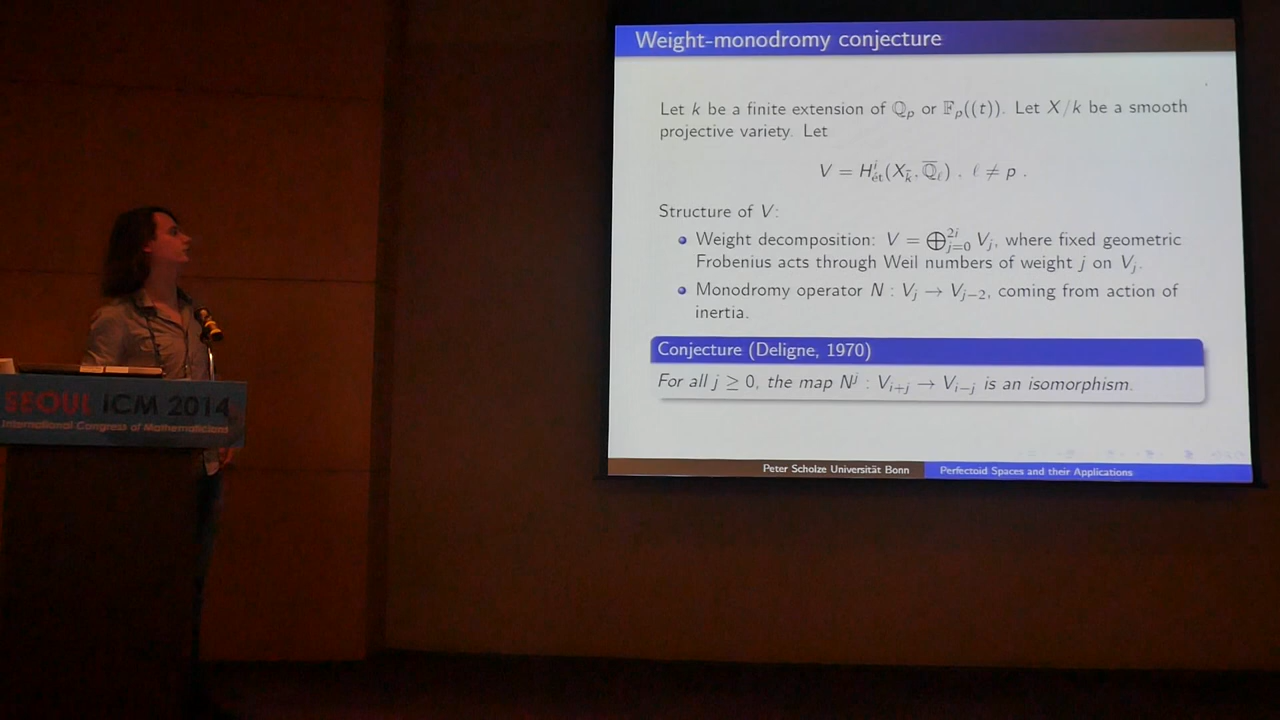 Weight-monodromy conjecture
Let k be a finite extension of ℚ_p or 𝔽_p((t)). Let X/k be a smooth
projective variety. Let
V = H^i_ét(X_k̄, ℚ̄_ℓ) , ℓ ≠ p .
Structure of V:
Weight decomposition: V = ⊕_{j=0}^{2i} V_j, where fixed geometric
Frobenius acts through Weil numbers of weight j on V_j.
Monodromy operator N : V_j → V_{j−2}, coming from action of
inertia.
Conjecture (Deligne, 1970)
For all j ≥ 0, the map N^j : V_{i+j} → V_{i−j} is an isomorphism.
Peter Scholze Universität Bonn
Perfectoid Spaces and their Applications
SEOUL ICM 2014
International Congress of Mathematicians